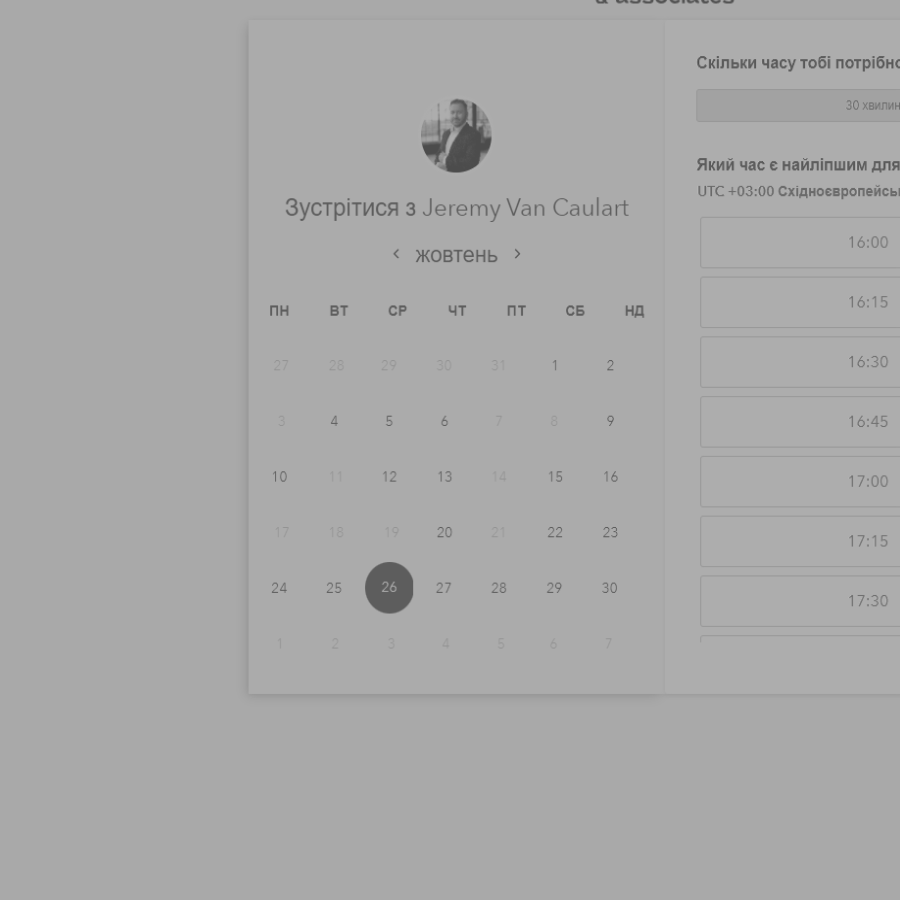 & associates
Зустрітися з Jeremy Van Caulart
‹ жовтень ›
ПН ВТ СР ЧТ ПТ СБ НД
27 28 29 30 31 1 2
3 4 5 6 7 8 9
10 11 12 13 14 15 16
17 18 19 20 21 22 23
24 25 26 27 28 29 30
1 2 3 4 5 6 7
Скільки часу тобі потрібно
30 хвилин
Який час є найліпшим для
UTC +03:00 Східноєвропейсь
16:00
16:15
16:30
16:45
17:00
17:15
17:30